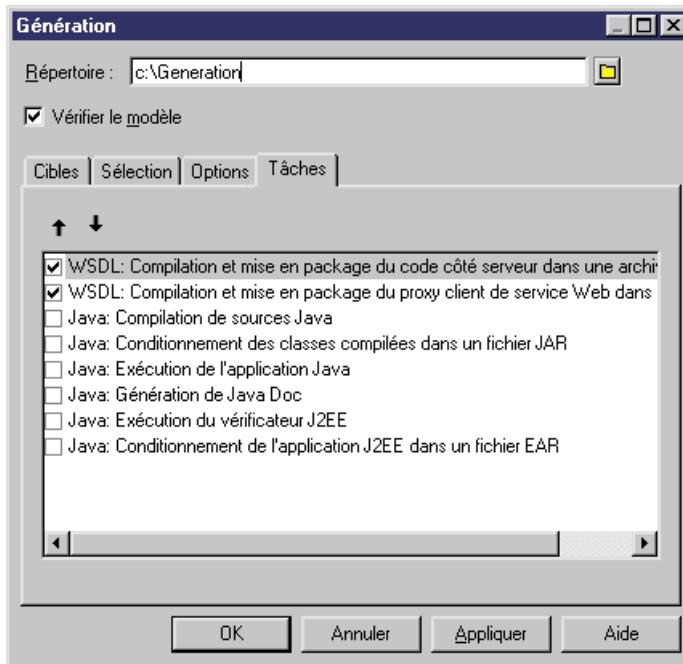 Génération
Répertoire : c:\Generation
Vérifier le modèle
Cibles Sélection Options Tâches
WSDL: Compilation et mise en package du code côté serveur dans une archi
WSDL: Compilation et mise en package du proxy client de service Web dans
Java: Compilation de sources Java
Java: Conditionnement des classes compilées dans un fichier JAR
Java: Exécution de l'application Java
Java: Génération de Java Doc
Java: Exécution du vérificateur J2EE
Java: Conditionnement de l'application J2EE dans un fichier EAR
OK Annuler Appliquer Aide